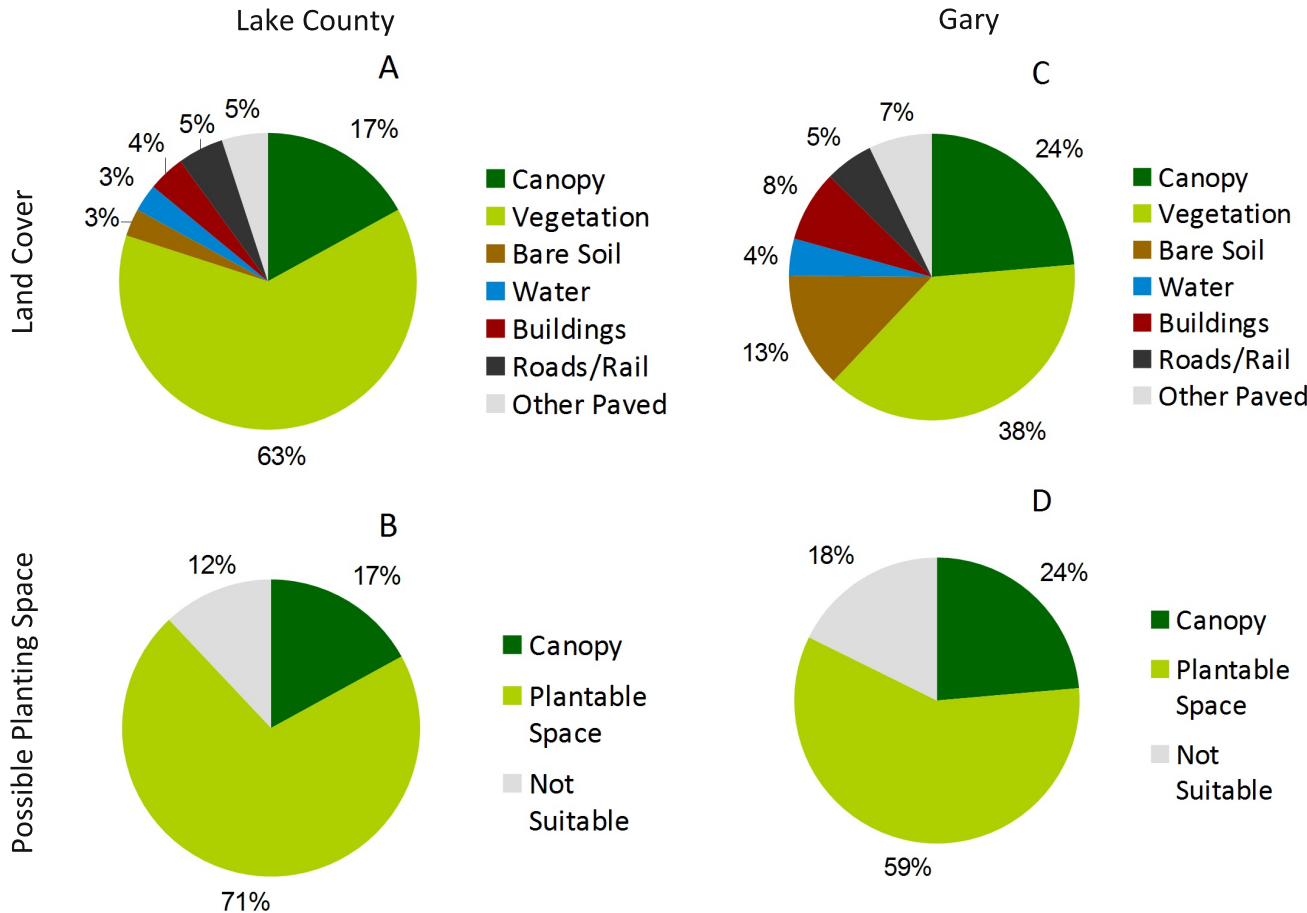 Lake County
Gary
Land Cover
A
5%
17%
5%
4%
3%
3%
63%
Canopy
Vegetation
Bare Soil
Water
Buildings
Roads/Rail
Other Paved
C
7%
24%
5%
8%
4%
13%
38%
Canopy
Vegetation
Bare Soil
Water
Buildings
Roads/Rail
Other Paved
Possible Planting Space
B
12%
17%
71%
Canopy
Plantable
Space
Not
Suitable
D
18%
24%
59%
Canopy
Plantable
Space
Not
Suitable